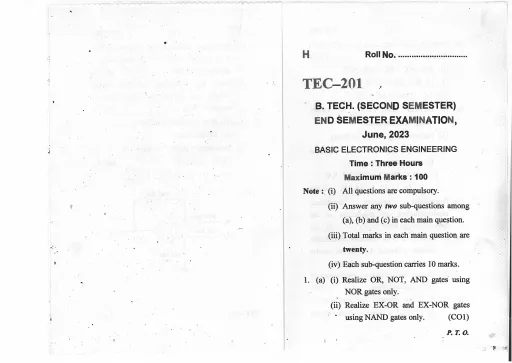 H Roll No. ................................
TEC–201
B. TECH. (SECOND SEMESTER)
END SEMESTER EXAMINATION,
June, 2023
BASIC ELECTRONICS ENGINEERING
Time : Three Hours
Maximum Marks : 100
Note : (i) All questions are compulsory.
(ii) Answer any two sub-questions among
(a), (b) and (c) in each main question.
(iii) Total marks in each main question are
twenty.
(iv) Each sub-question carries 10 marks.
1. (a) (i) Realize OR, NOT, AND gates using
NOR gates only.
(ii) Realize EX-OR and EX-NOR gates
using NAND gates only. (CO1)
P. T. O.